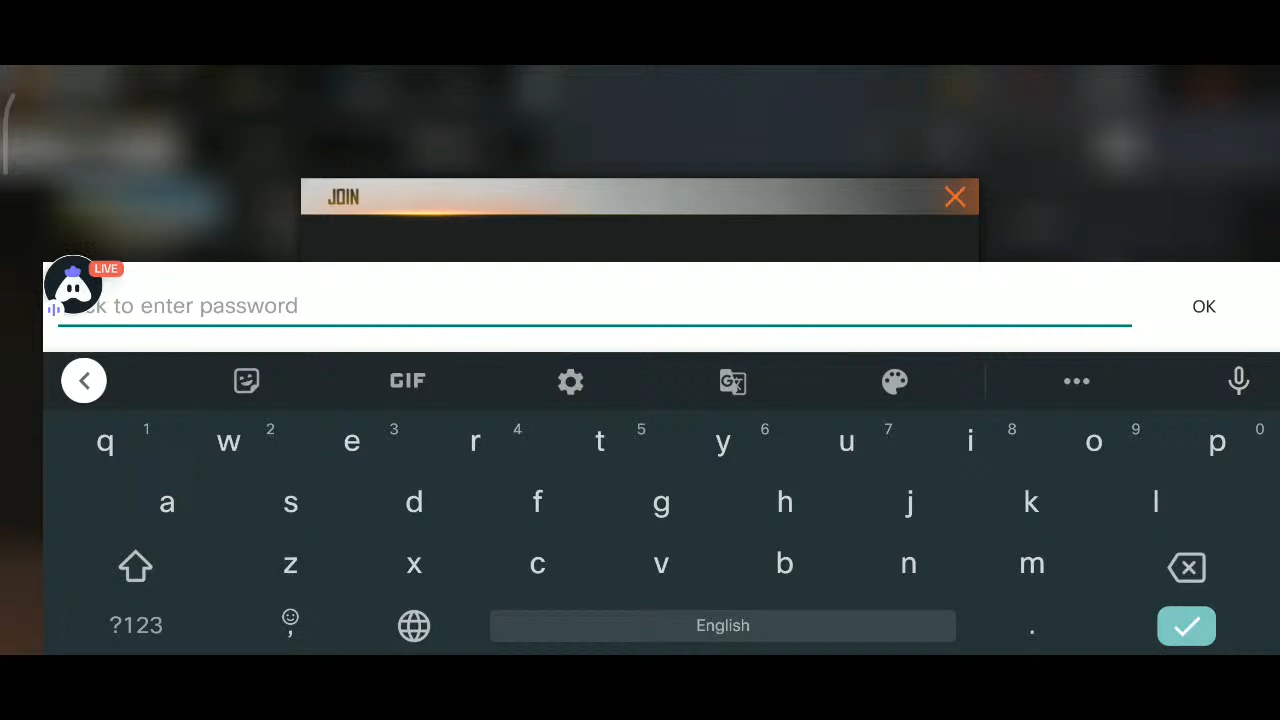 JOIN
LIVE
k to enter password
OK
GIF
q 1 w 2 e 3 r 4 t 5 y 6 u 7 i 8 o 9 p 0
a s d f g h j k l
z x c v b n m
?123 , English .